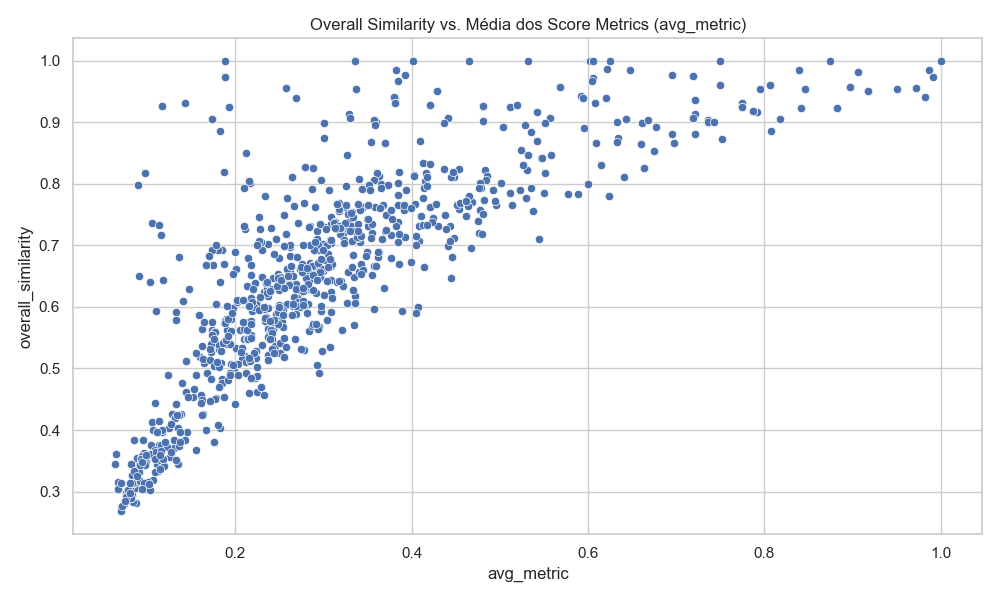 Overall Similarity vs. Média dos Score Metrics (avg_metric)
overall_similarity
1.0
0.9
0.8
0.7
0.6
0.5
0.4
0.3
0.2 0.4 0.6 0.8 1.0
avg_metric